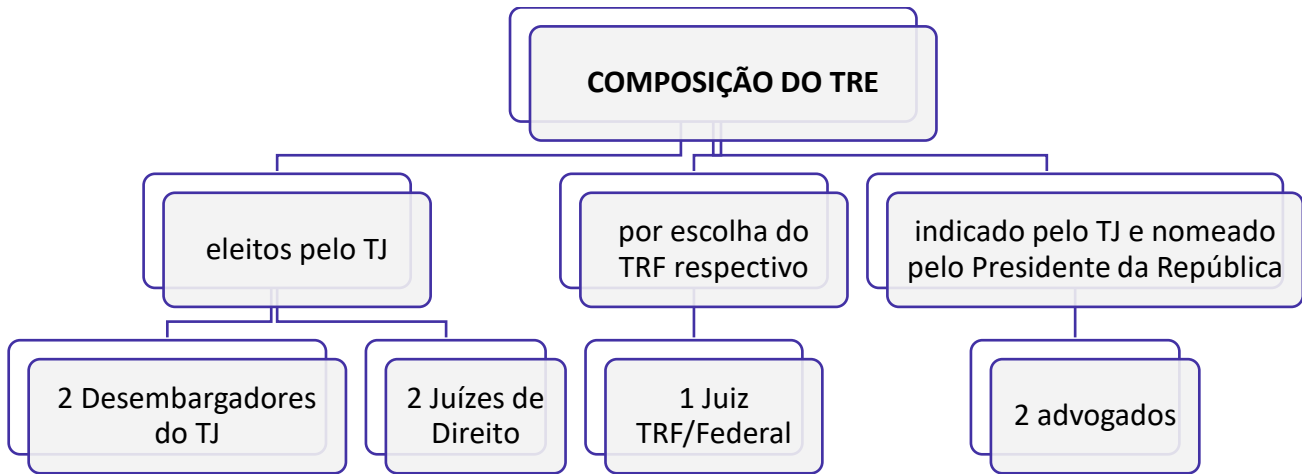 COMPOSIÇÃO DO TRE
eleitos pelo TJ
por escolha do
TRF respectivo
indicado pelo TJ e nomeado
pelo Presidente da República
2 Desembargadores
do TJ
2 Juízes de
Direito
1 Juiz
TRF/Federal
2 advogados